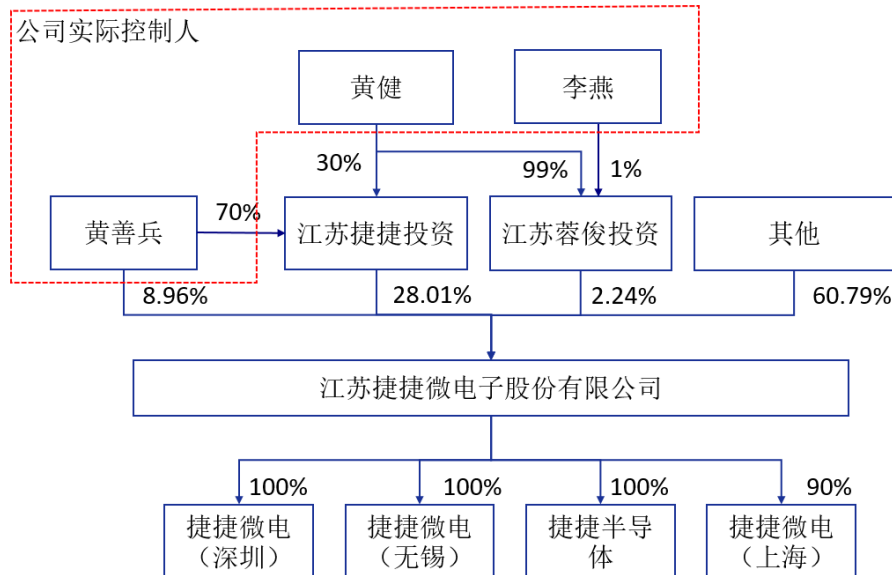 公司实际控制人
黄健
李燕
30%
99%
1%
黄善兵
70%
江苏捷捷投资
江苏蓉俊投资
其他
8.96%
28.01%
2.24%
60.79%
江苏捷捷微电子股份有限公司
100%
100%
100%
90%
捷捷微电
（深圳）
捷捷微电
（无锡）
捷捷半导
体
捷捷微电
（上海）